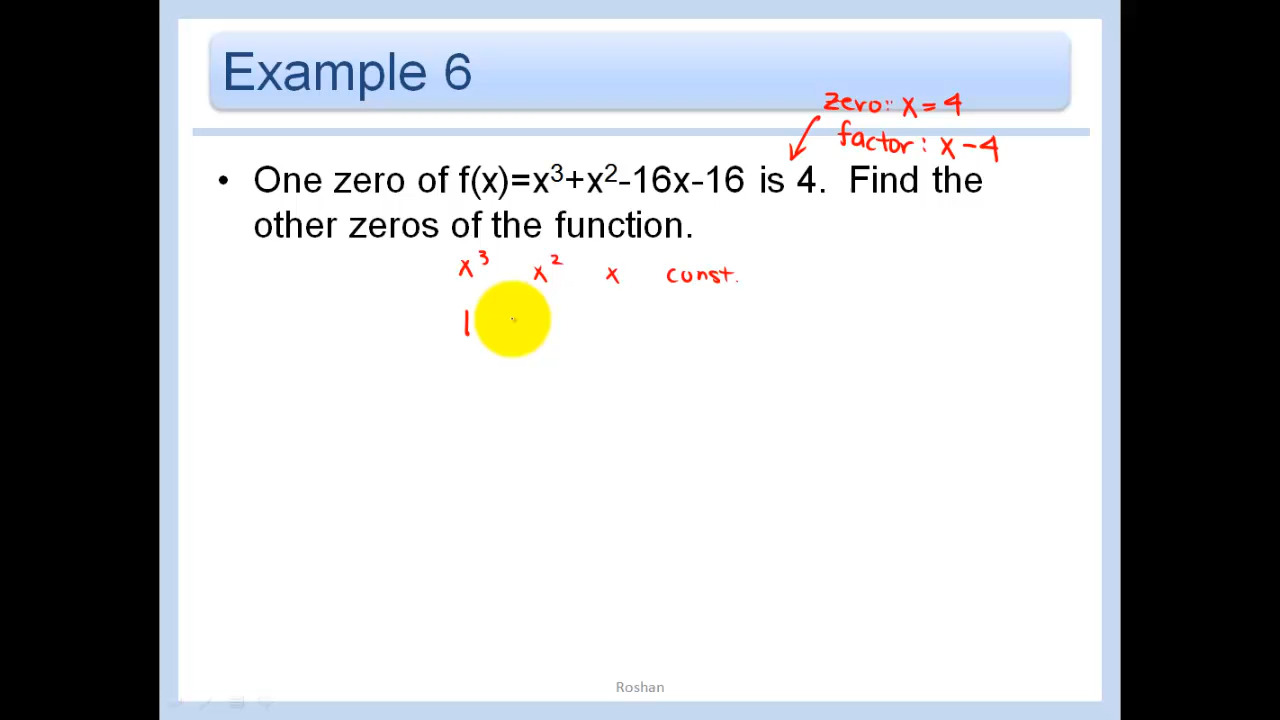 Example 6
zero: x = 4
factor: x - 4
• One zero of f(x)=x³+x²-16x-16 is 4. Find the
other zeros of the function.
x³ x² x const.
1
Roshan